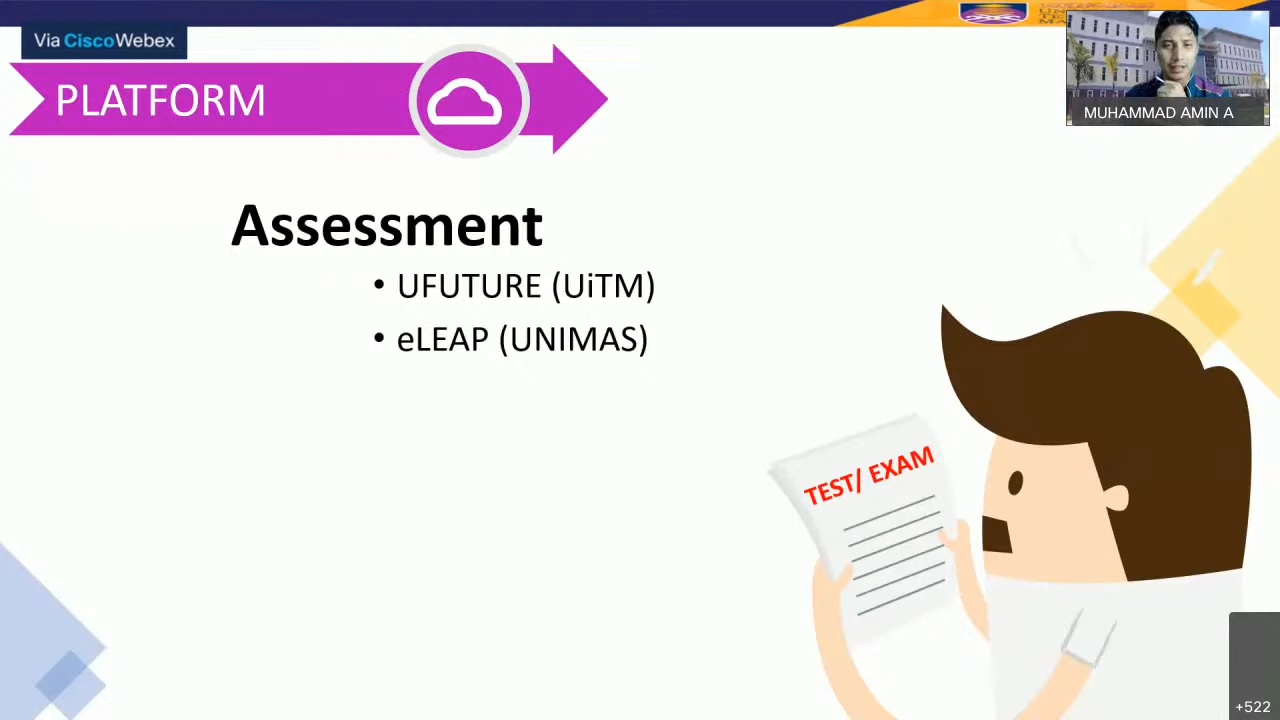 Via CiscoWebex
PLATFORM
MUHAMMAD AMIN A
Assessment
• UFUTURE (UiTM)
• eLEAP (UNIMAS)
TEST/ EXAM
+522